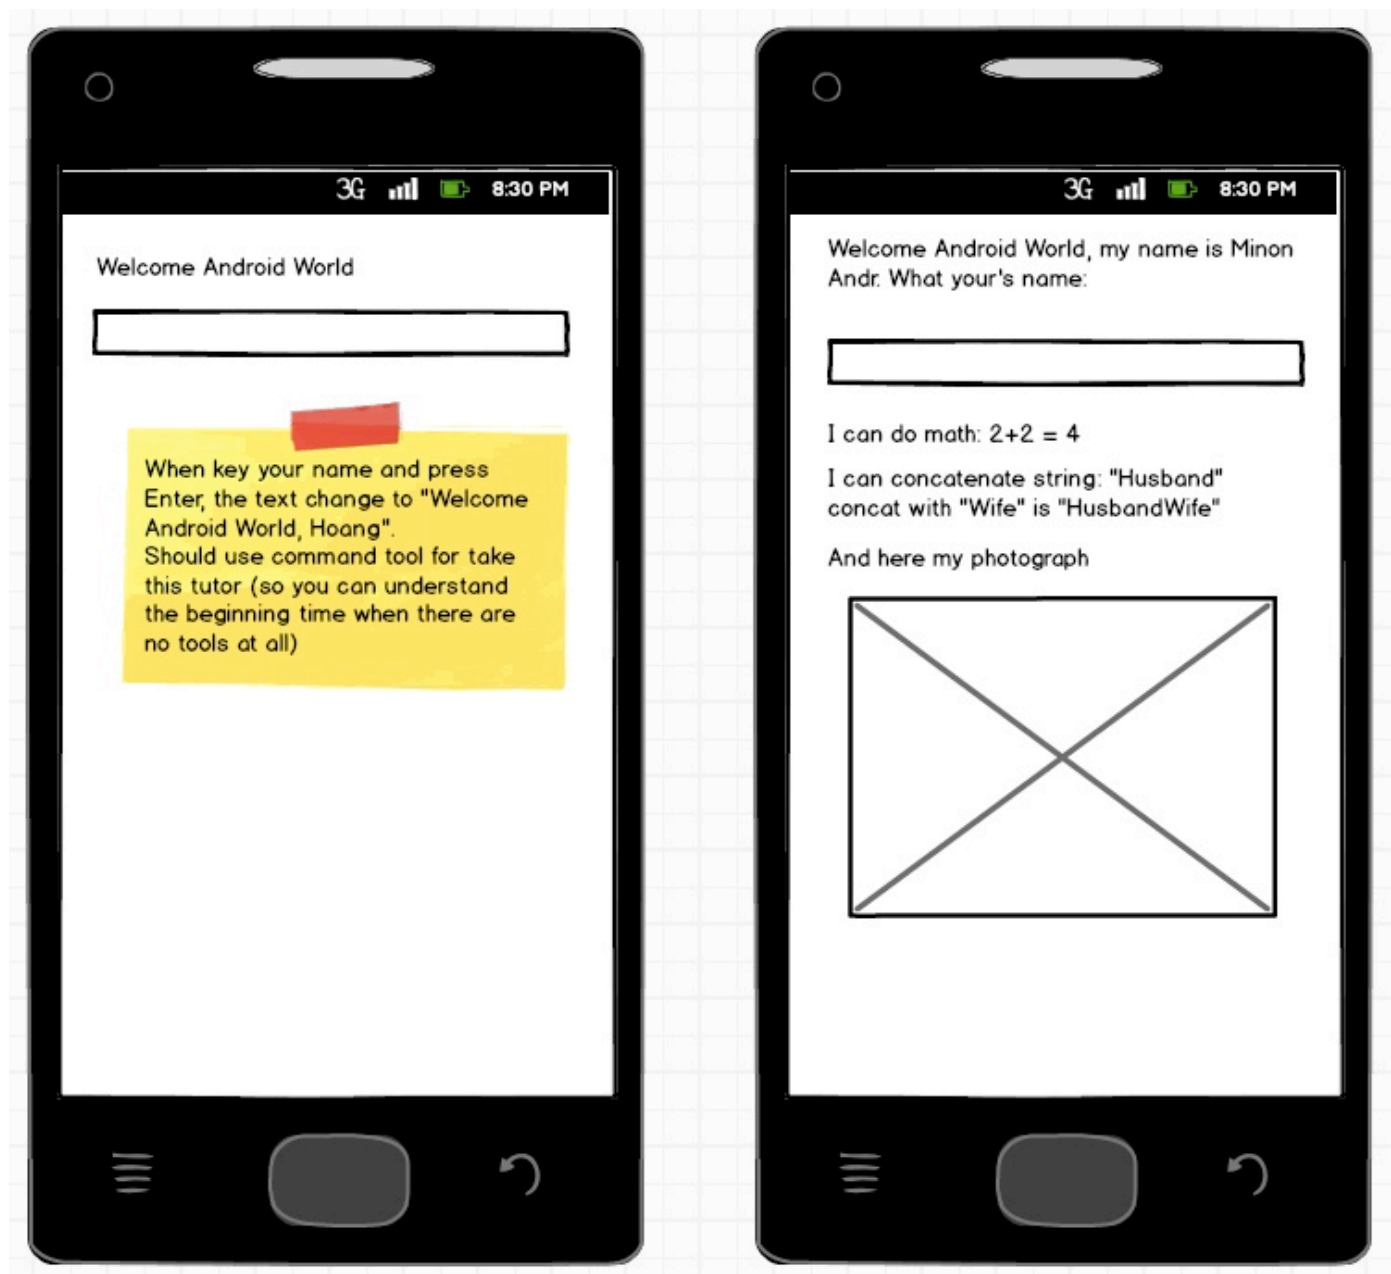 3G 8:30 PM
Welcome Android World
When key your name and press
Enter, the text change to "Welcome
Android World, Hoang".
Should use command tool for take
this tutor (so you can understand
the beginning time when there are
no tools at all)
3G 8:30 PM
Welcome Android World, my name is Minon
Andr. What your's name:
I can do math: 2+2 = 4
I can concatenate string: "Husband"
concat with "Wife" is "HusbandWife"
And here my photograph